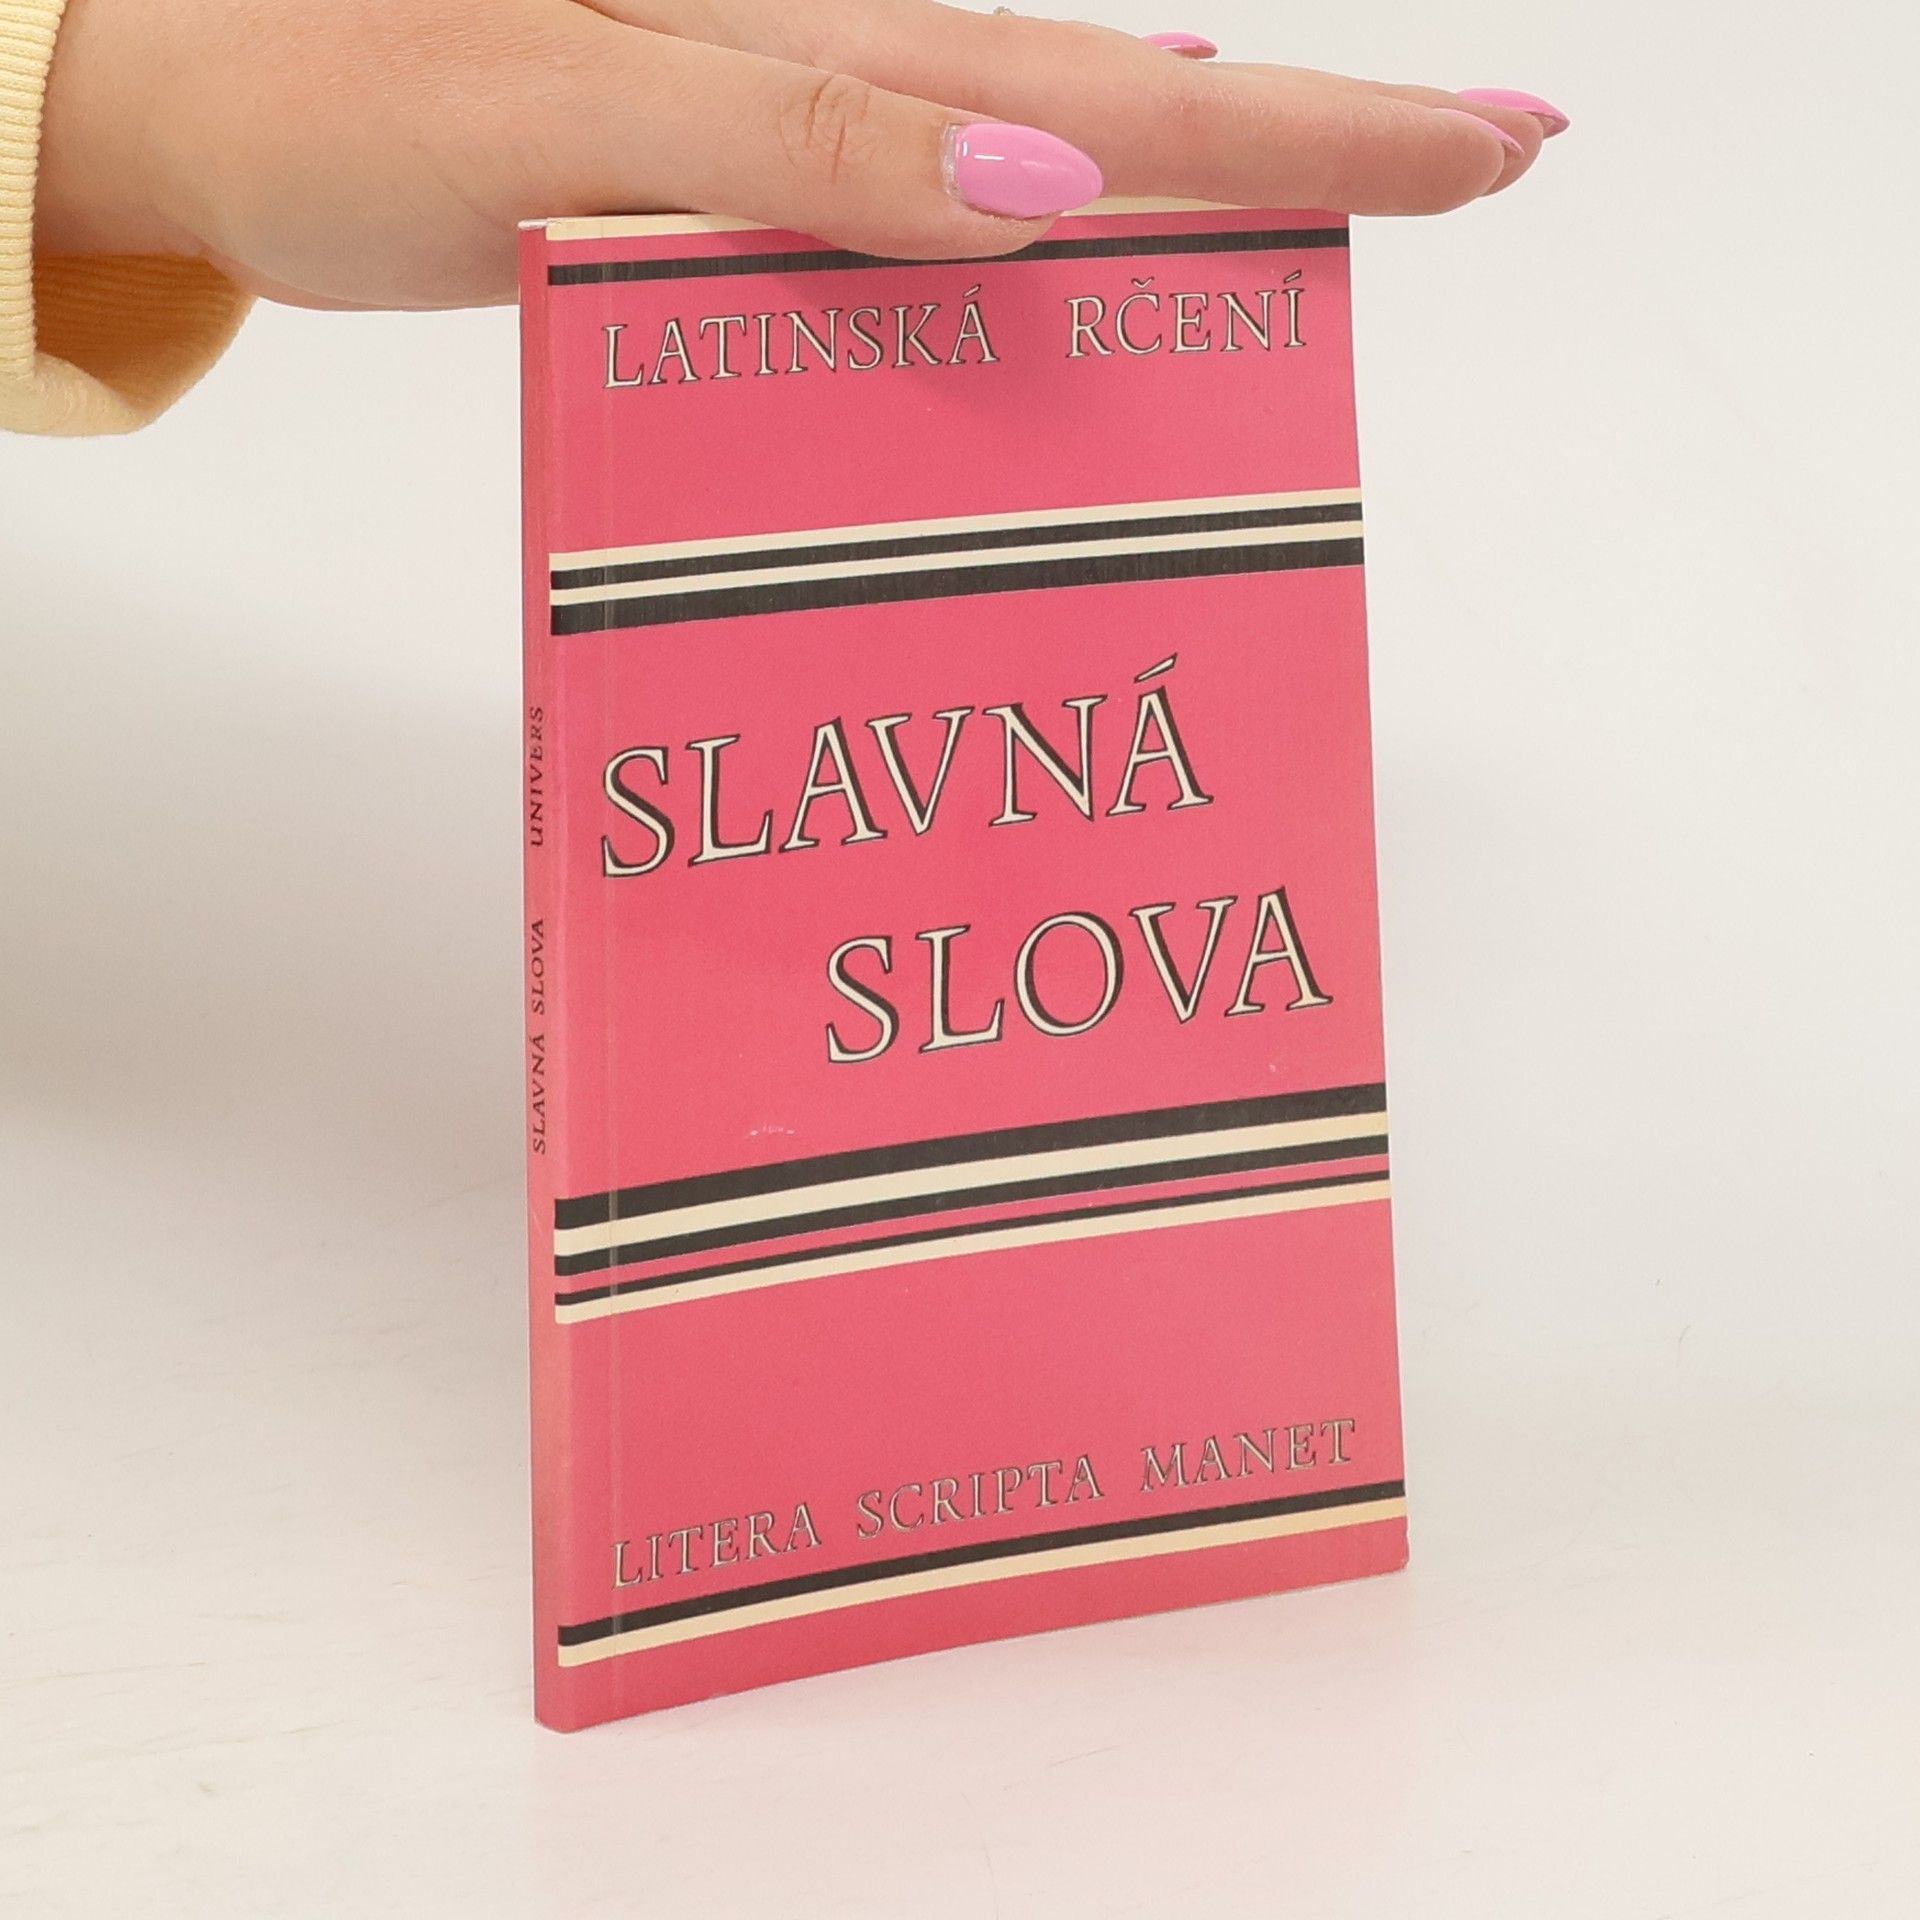 LATINSKÁ RČENÍ
SLAVNÁ
SLOVA
LITERA SCRIPTA MANET
SLAVNÁ SLOVA UNIVERS